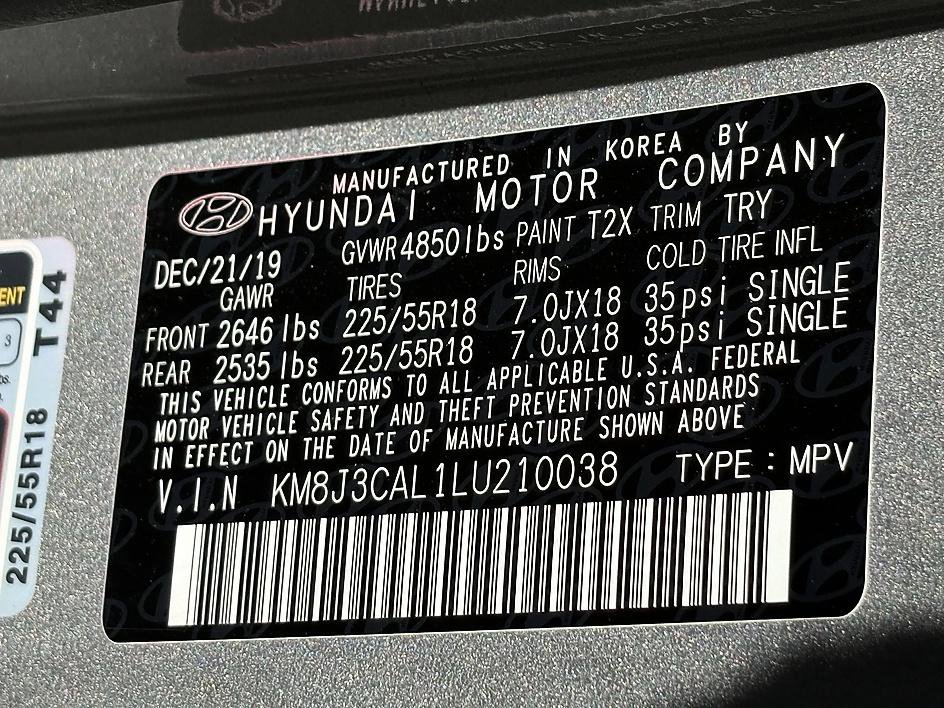 MANUFACTURED IN KOREA BY
HYUNDAI MOTOR COMPANY
DEC/21/19 GVWR 4850lbs PAINT T2X TRIM TRY
GAWR TIRES RIMS COLD TIRE INFL
FRONT 2646 lbs 225/55R18 7.0JX18 35psi SINGLE
REAR 2535 lbs 225/55R18 7.0JX18 35psi SINGLE
THIS VEHICLE CONFORMS TO ALL APPLICABLE U.S.A. FEDERAL
MOTOR VEHICLE SAFETY AND THEFT PREVENTION STANDARDS
IN EFFECT ON THE DATE OF MANUFACTURE SHOWN ABOVE
V.I.N KM8J3CAL1LU210038 TYPE : MPV
225/55R18 T44
3